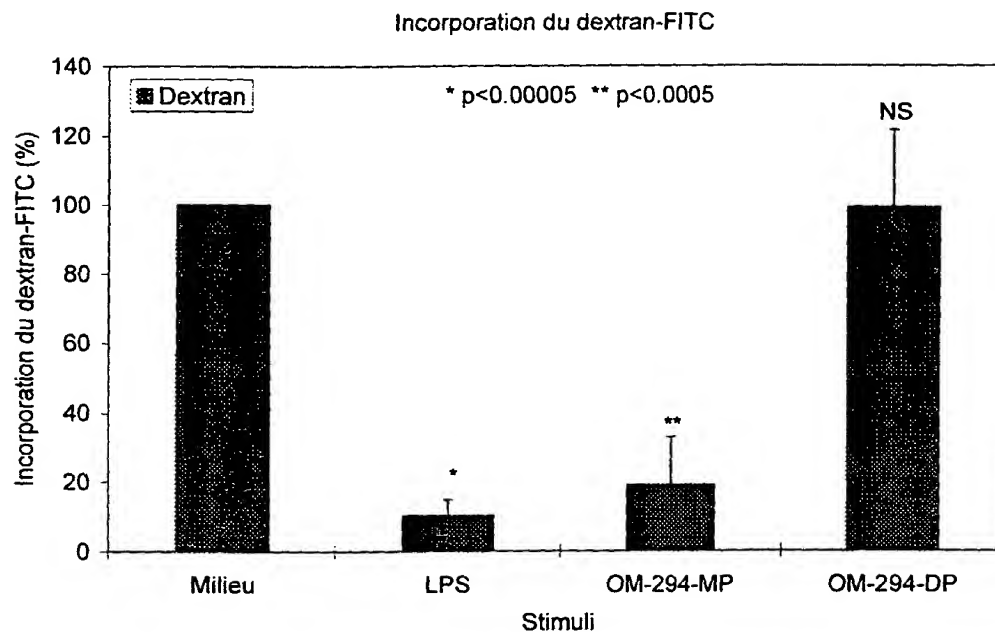 Incorporation du dextran-FITC
Dextran
* p<0.00005 ** p<0.0005
NS
Incorporation du dextran-FITC (%)
140
120
100
80
60
40
20
0
*
**
Milieu LPS OM-294-MP OM-294-DP
Stimuli